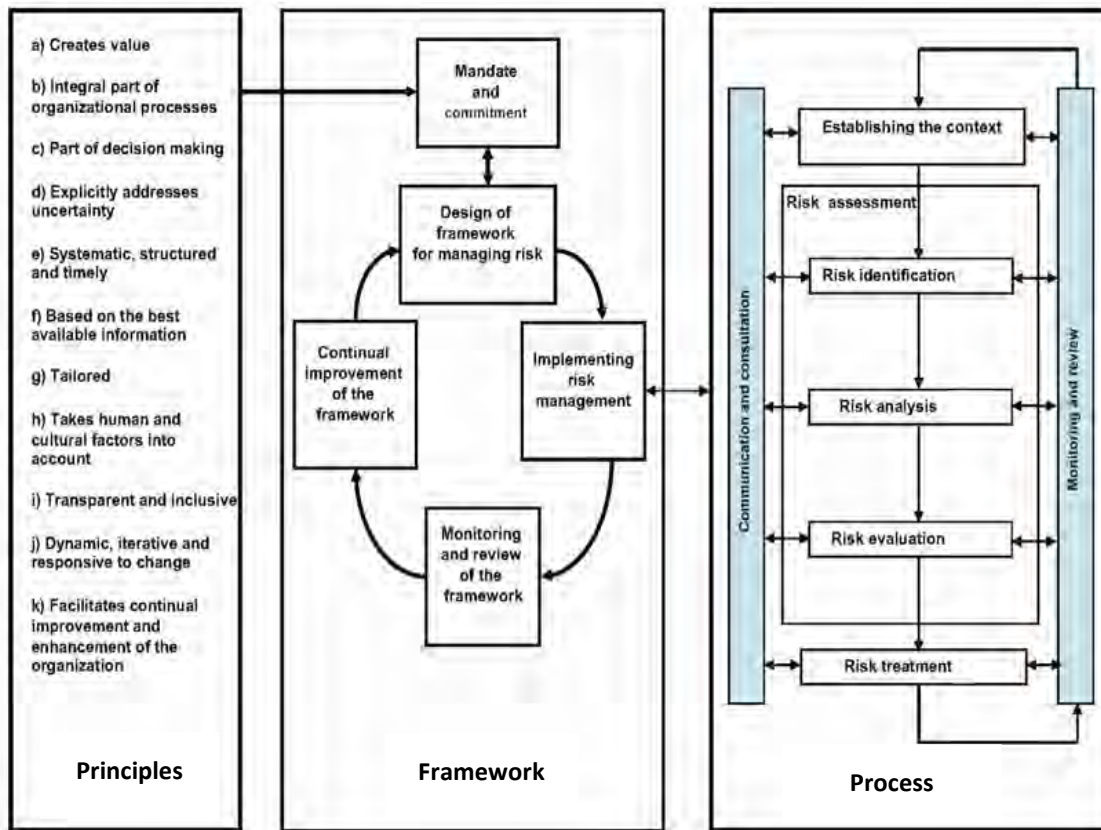 a) Creates value
b) Integral part of
organizational processes
c) Part of decision making
d) Explicitly addresses
uncertainty
e) Systematic, structured
and timely
f) Based on the best
available information
g) Tailored
h) Takes human and
cultural factors into
account
i) Transparent and inclusive
j) Dynamic, iterative and
responsive to change
k) Facilitates continual
improvement and
enhancement of the
organization
Principles
Mandate
and
commitment
Design of
framework
for managing risk
Continual
improvement
of the
framework
Implementing
risk
management
Monitoring
and review
of the
framework
Framework
Communication and consultation
Establishing the context
Risk assessment
Risk identification
Risk analysis
Risk evaluation
Risk treatment
Monitoring and review
Process